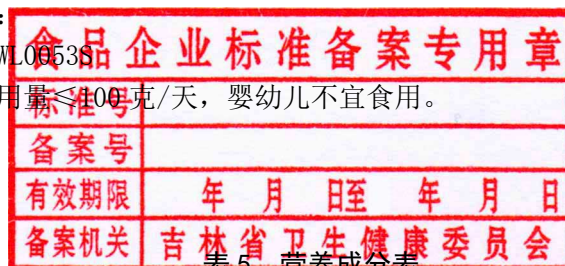 :
食品企业标准备案专用章
WL0053S
标准号
用量≤100 克/天，婴幼儿不宜食用。
备案号
有效期限 年 月 日至 年 月 日
备案机关 吉林省卫生健康委员会
表 5 营养成分表